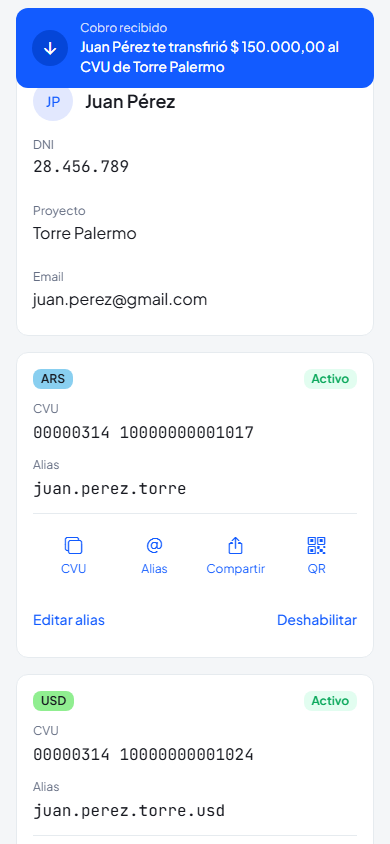 Cobro recibido
Juan Pérez te transfirió $ 150.000,00 al
CVU de Torre Palermo
JP
Juan Pérez
DNI
28.456.789
Proyecto
Torre Palermo
Email
juan.perez@gmail.com
ARS
Activo
CVU
00000314 10000000001017
Alias
juan.perez.torre
CVU
Alias
Compartir
QR
Editar alias
Deshabilitar
USD
Activo
CVU
00000314 10000000001024
Alias
juan.perez.torre.usd